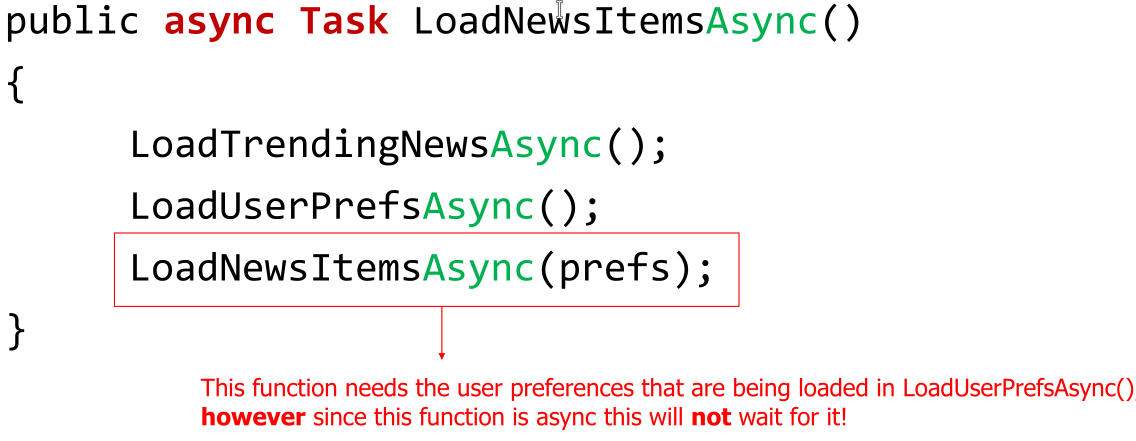 public async Task LoadNewsItemsAsync()
{
LoadTrendingNewsAsync();
LoadUserPrefsAsync();
LoadNewsItemsAsync(prefs);
}
This function needs the user preferences that are being loaded in LoadUserPrefsAsync(),
however since this function is async this will not wait for it!